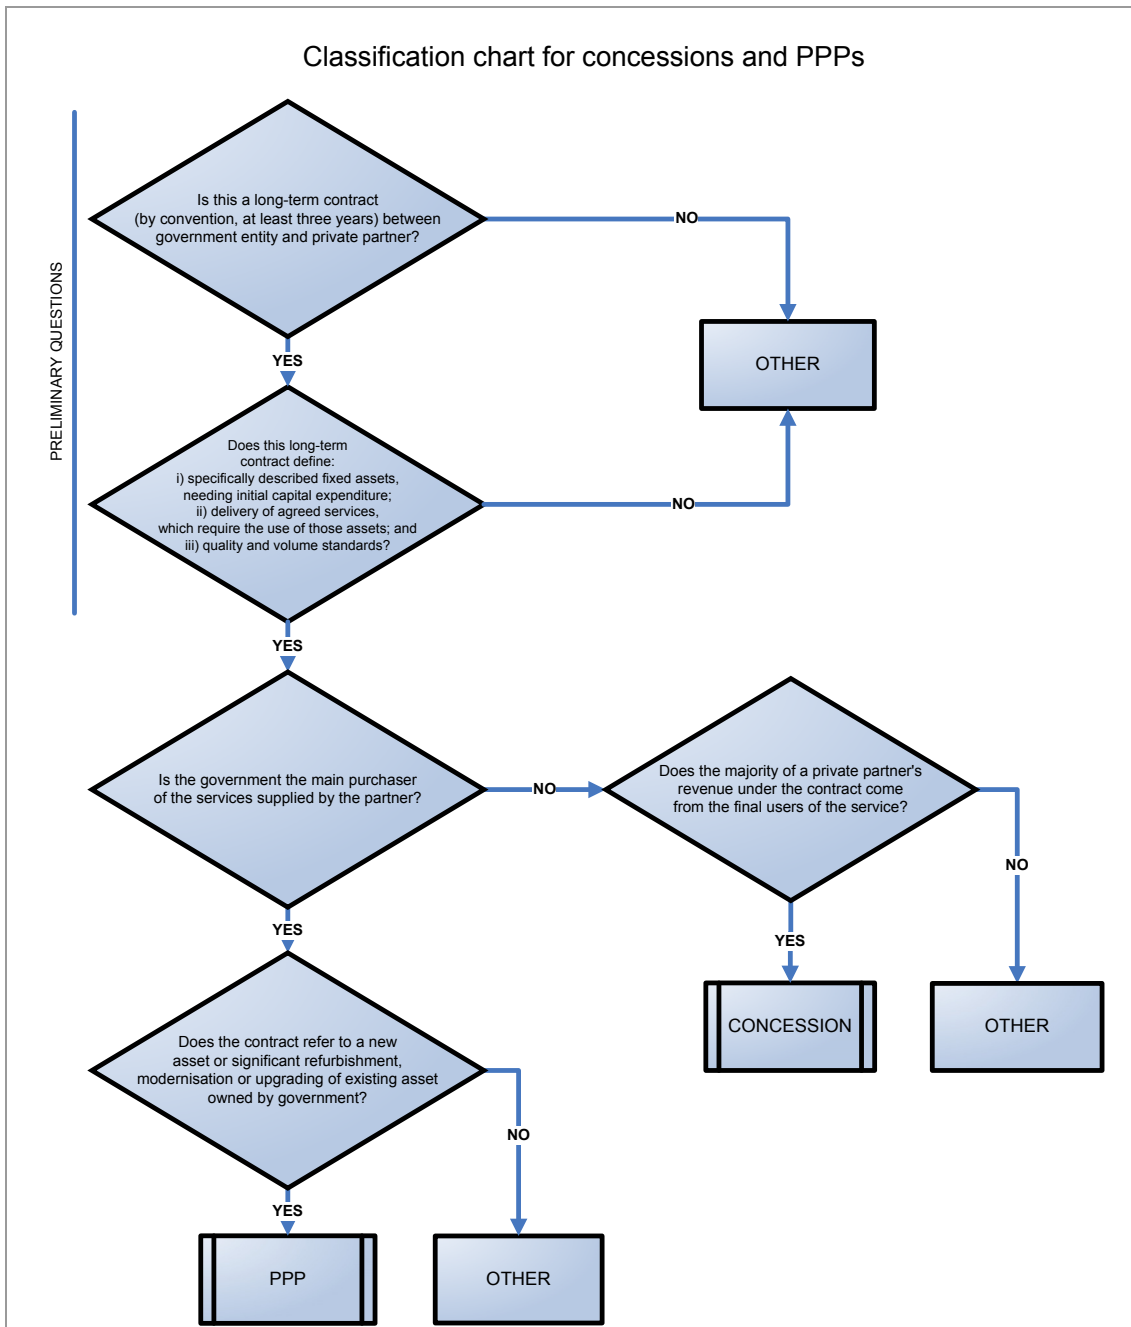 Classification chart for concessions and PPPs
PRELIMINARY QUESTIONS
Is this a long-term contract
(by convention, at least three years) between
government entity and private partner?
NO
YES
OTHER
Does this long-term
contract define:
i) specifically described fixed assets,
needing initial capital expenditure;
ii) delivery of agreed services,
which require the use of those assets; and
iii) quality and volume standards?
NO
YES
Is the government the main purchaser
of the services supplied by the partner?
NO
Does the majority of a private partner's
revenue under the contract come
from the final users of the service?
NO
YES
YES
CONCESSION
OTHER
Does the contract refer to a new
asset or significant refurbishment,
modernisation or upgrading of existing asset
owned by government?
NO
YES
PPP
OTHER